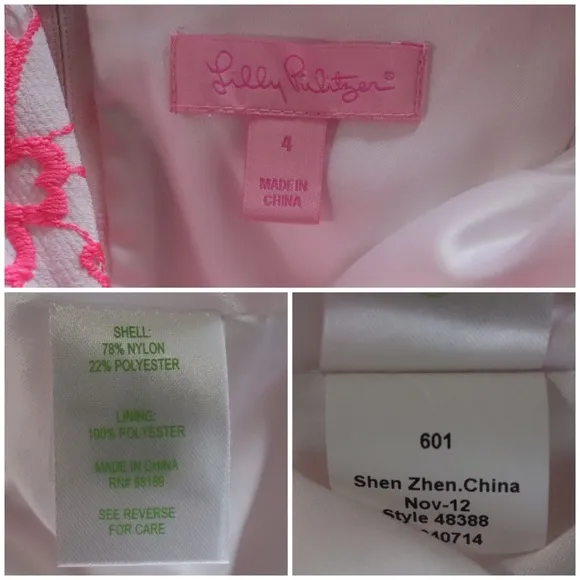 Lilly Pulitzer®
4
MADE IN
CHINA
SHELL:
78% NYLON
22% POLYESTER
LINING:
100% POLYESTER
MADE IN CHINA
RN# 98189
SEE REVERSE
FOR CARE
601
Shen Zhen.China
Nov-12
Style 48388